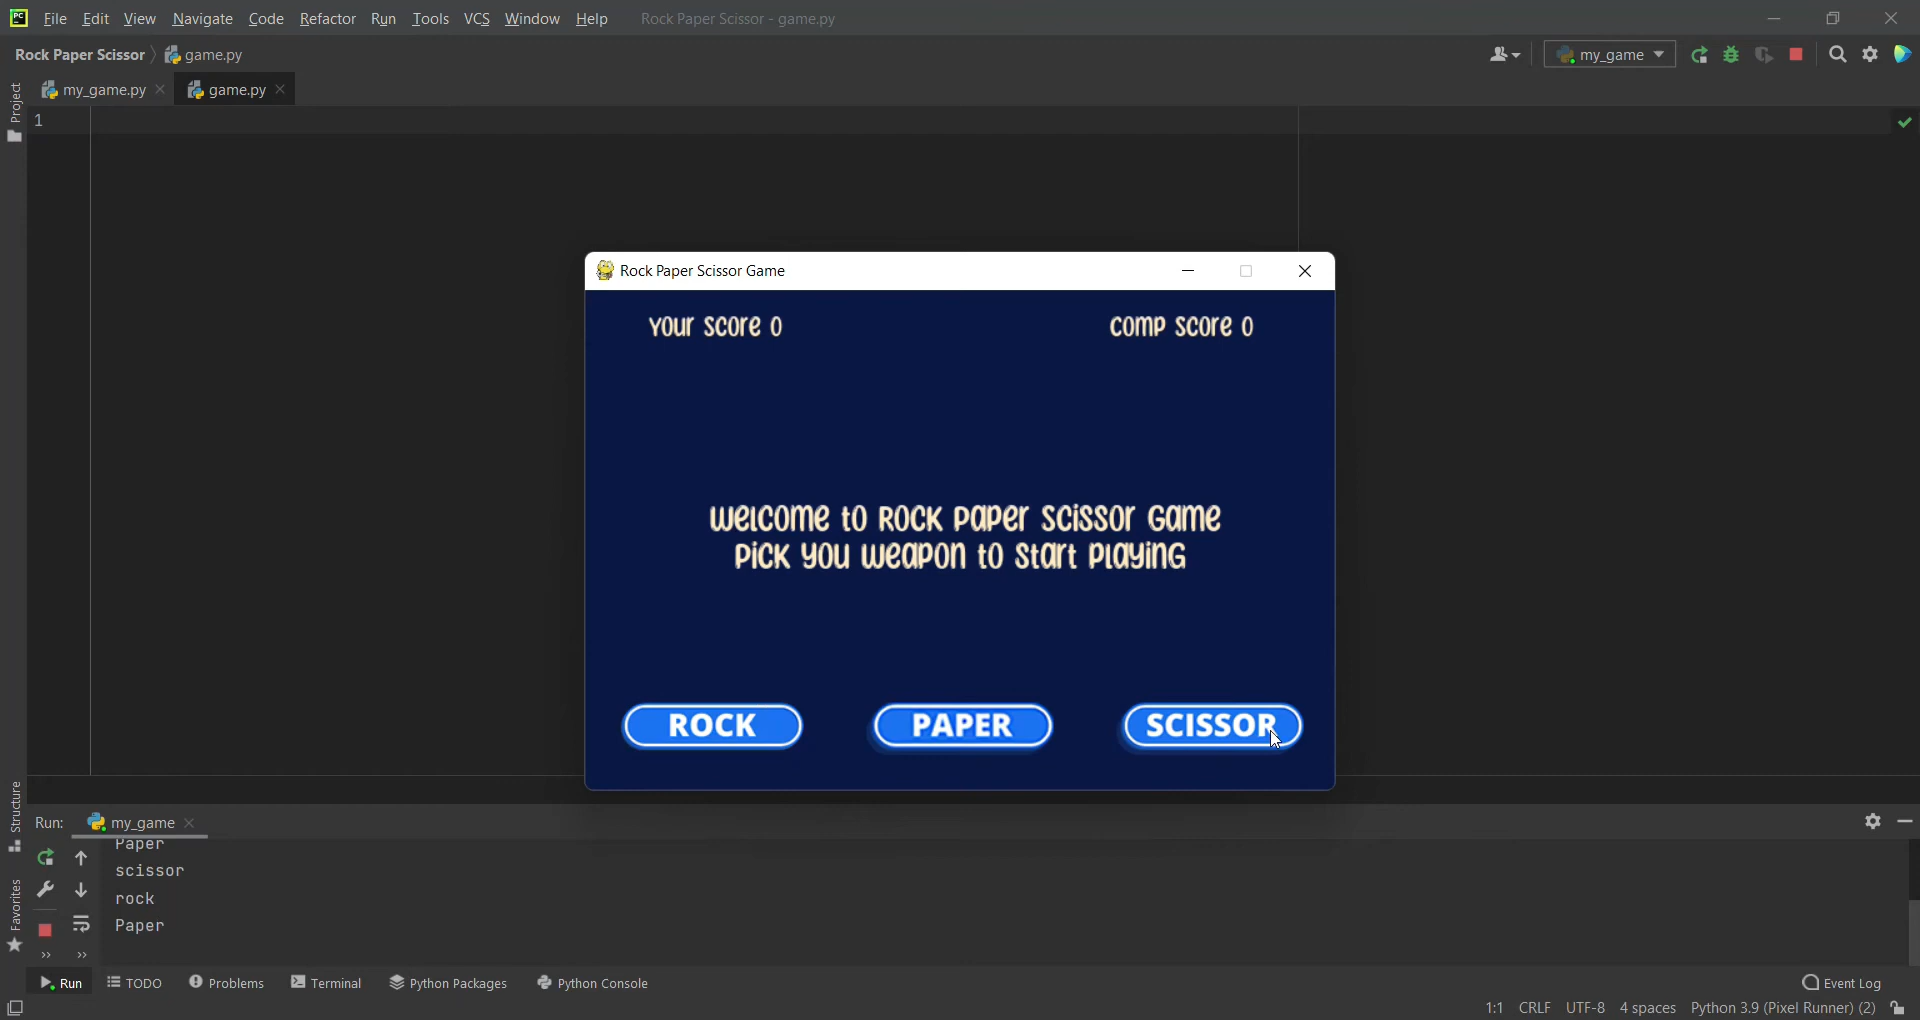 File Edit View Navigate Code Refactor Run Tools VCS Window Help Rock Paper Scissor - game.py
Rock Paper Scissor game.py
my_game
my_game.py game.py
Project
1
Rock Paper Scissor Game
Your Score 0 Comp Score 0
Welcome to Rock Paper Scissor Game
Pick you weapon to Start Playing
ROCK PAPER SCISSOR
Structure
Favorites
Run: my_game
Paper
scissor
rock
Paper
Run TODO Problems Terminal Python Packages Python Console Event Log
1:1 CRLF UTF-8 4 spaces Python 3.9 (Pixel Runner) (2)